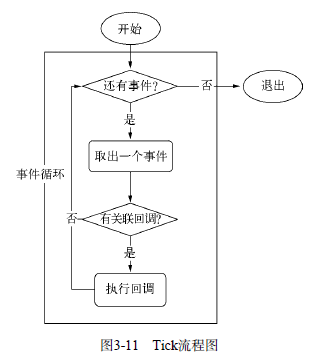 开始
还有事件?
否
退出
是
取出一个事件
事件循环
有关联回调?
否
是
执行回调
图3-11 Tick流程图